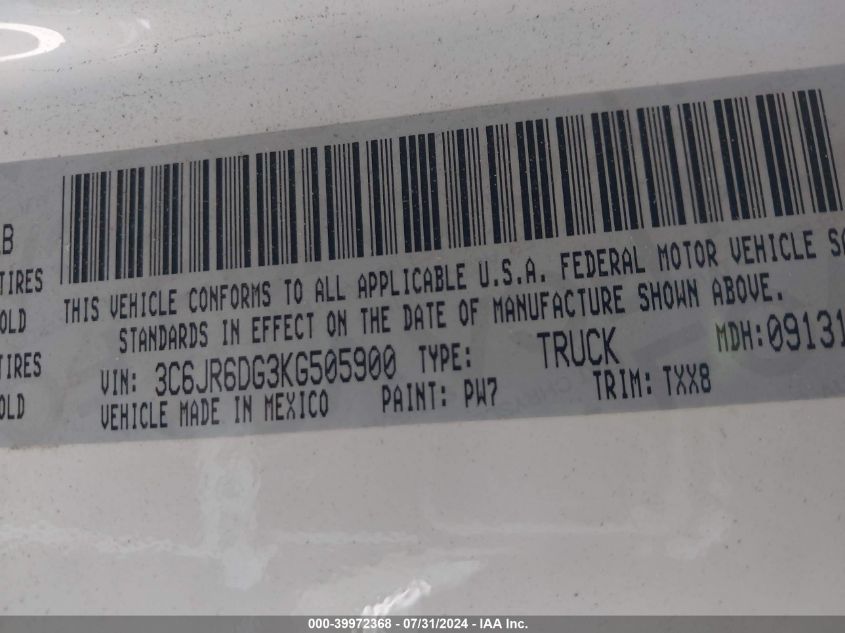 LB
TIRES
OLD
TIRES
OLD
THIS VEHICLE CONFORMS TO ALL APPLICABLE U.S.A. FEDERAL MOTOR VEHICLE SA
STANDARDS IN EFFECT ON THE DATE OF MANUFACTURE SHOWN ABOVE.
VIN: 3C6JR6DG3KG505900 TYPE: TRUCK MDH:09131
VEHICLE MADE IN MEXICO PAINT: PW7 TRIM: TXX8
000-39972368 - 07/31/2024 - IAA Inc.